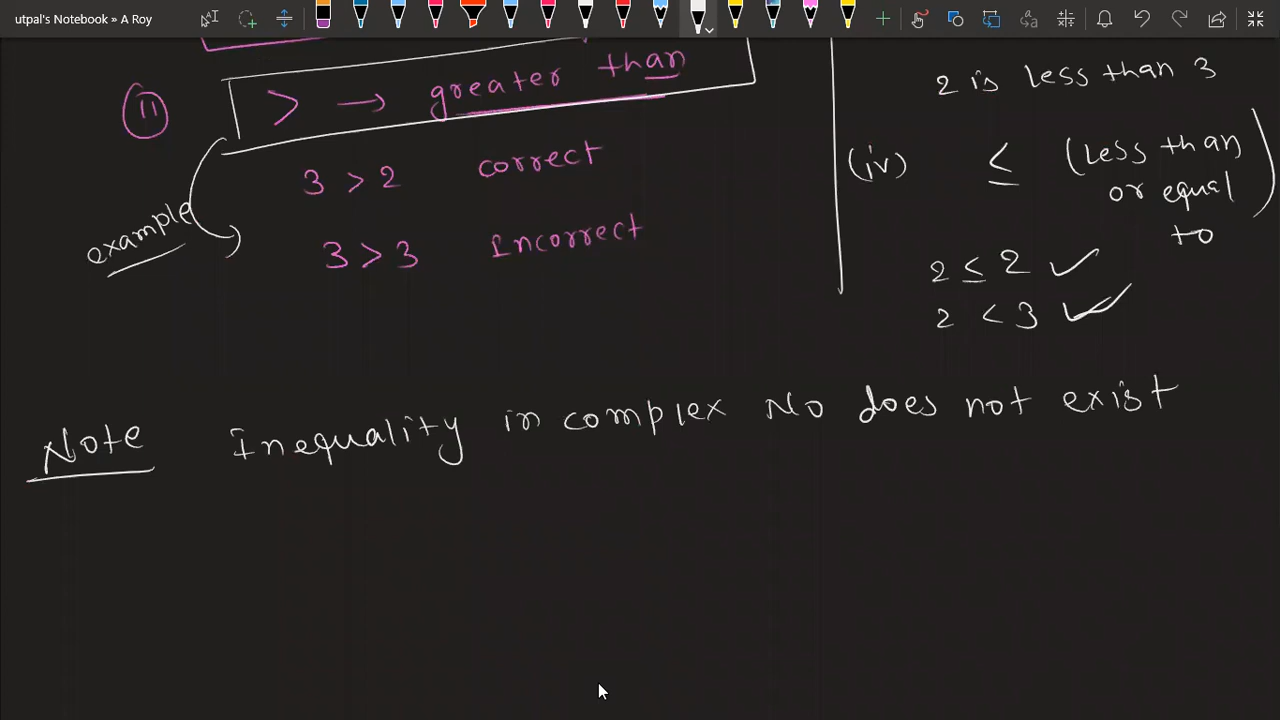 utpal's Notebook » A Roy
(ii) > → greater than
3 > 2 correct
example
3 > 3 Incorrect
2 is less than 3
(iv) ≤ (less than
or equal
to)
2 ≤ 2 ✓
2 < 3 ✓
Note Inequality in complex No does not exist